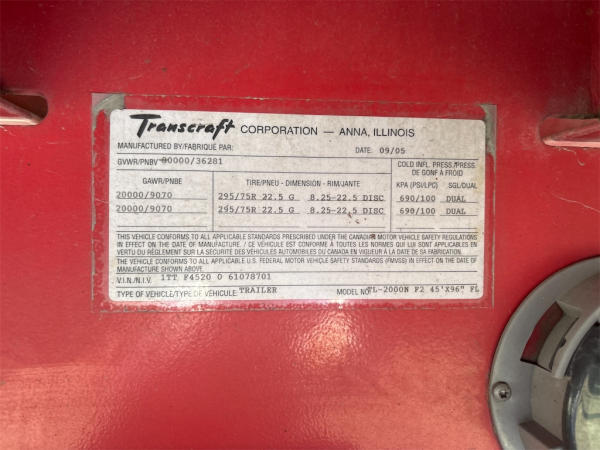 Transcraft CORPORATION — ANNA, ILLINOIS
MANUFACTURED BY/FABRIQUE PAR: DATE: 09/05
GVWR/PNBV 80000/36281 COLD INFL. PRESS./PRESS. DE GONF A FROID
GAWR/PNBE TIRE/PNEU - DIMENSION - RIM/JANTE KPA (PSI/LPC) SGL/DUAL
20000/9070 295/75R 22.5 G 8.25-22.5 DISC 690/100 DUAL
20000/9070 295/75R 22.5 G 8.25-22.5 DISC 690/100 DUAL
THIS VEHICLE CONFORMS TO ALL APPLICABLE STANDARDS PRESCRIBED UNDER THE CANADIAN MOTOR VEHICLE SAFETY REGULATIONS
IN EFFECT ON THE DATE OF MANUFACTURE. / CE VÉHICULE EST CONFORME À TOUTES LES NORMES QUI LUI SONT APPLICABLES EN
VERTU DU RÈGLEMENT SUR LA SÉCURITÉ DES VÉHICULES AUTOMOBILES DU CANADA EN VIGUEUR À LA DATE DE SA FABRICATION.
THIS VEHICLE CONFORMS TO ALL APPLICABLE U.S. FEDERAL MOTOR VEHICLE SAFETY STANDARDS (FMVSS) IN EFFECT ON THE DATE OF
MANUFACTURE SHOWN ABOVE.
V.I.N./N.I.V. 1TT F4520 0 61078701
TYPE OF VEHICLE/TYPE DE VÉHICULE: TRAILER MODEL NO TL-2000N F2 45'X96" FL